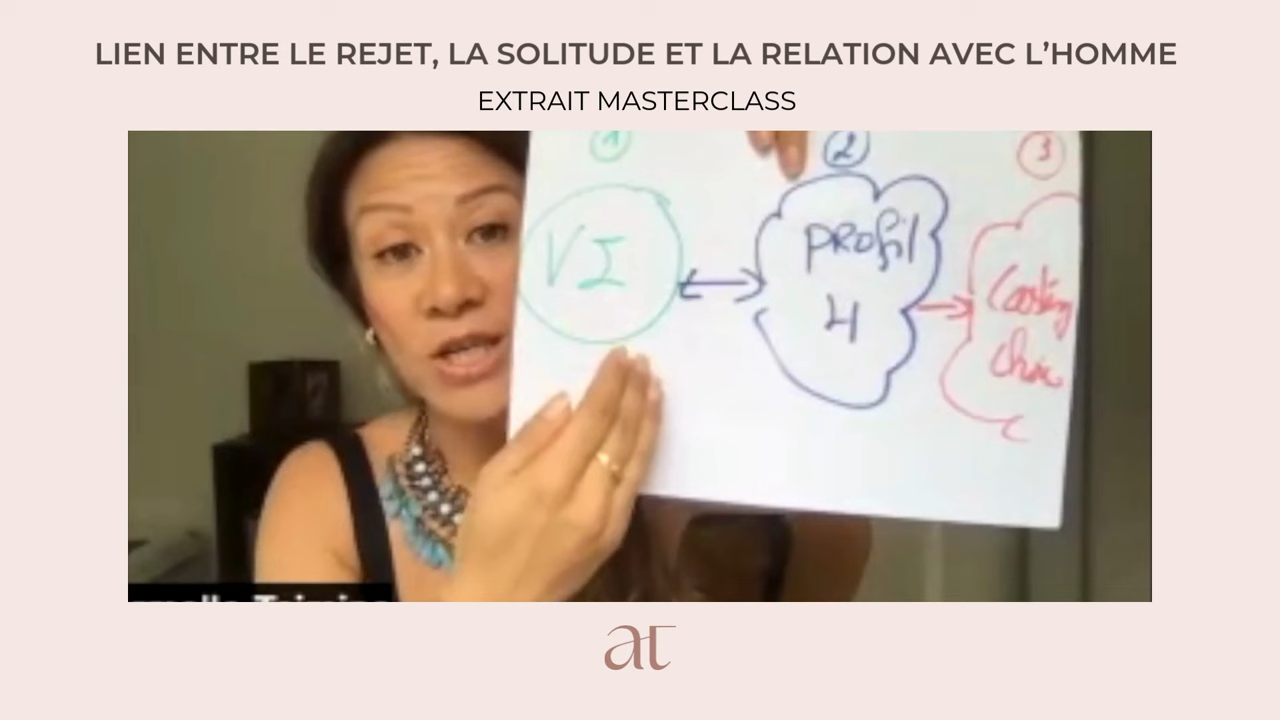 LIEN ENTRE LE REJET, LA SOLITUDE ET LA RELATION AVEC L’HOMME
EXTRAIT MASTERCLASS
1
2
3
VI
PROfil
H
Casting
at